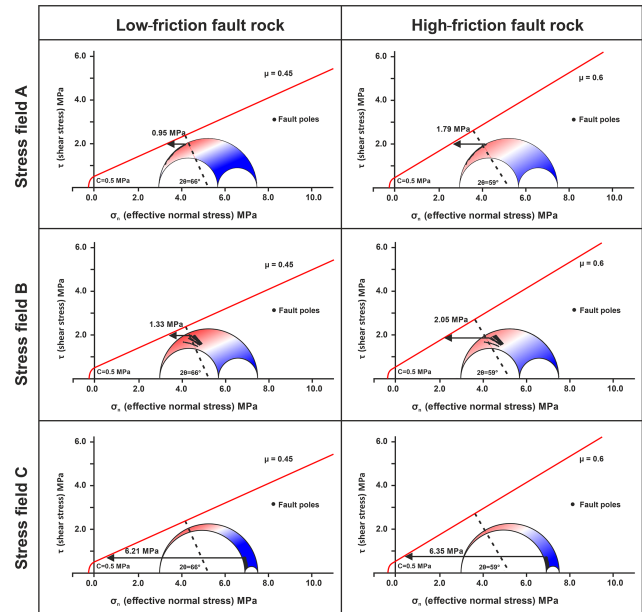 Low-friction fault rock
High-friction fault rock
Stress field A
6.0
4.0
2.0
τ (shear stress) MPa
μ = 0.45
Fault poles
0.95 MPa
C=0.5 MPa
2θ=66°
0.0
2.0
4.0
6.0
8.0
10.0
σn (effective normal stress) MPa
6.0
4.0
2.0
τ (shear stress) MPa
μ = 0.6
Fault poles
1.79 MPa
C=0.5 MPa
2θ=59°
0.0
2.0
4.0
6.0
8.0
10.0
σn (effective normal stress) MPa
Stress field B
6.0
4.0
2.0
τ (shear stress) MPa
μ = 0.45
Fault poles
1.33 MPa
C=0.5 MPa
2θ=66°
0.0
2.0
4.0
6.0
8.0
10.0
σn (effective normal stress) MPa
6.0
4.0
2.0
τ (shear stress) MPa
μ = 0.6
Fault poles
2.05 MPa
C=0.5 MPa
2θ=59°
0.0
2.0
4.0
6.0
8.0
10.0
σn (effective normal stress) MPa
Stress field C
6.0
4.0
2.0
τ (shear stress) MPa
μ = 0.45
Fault poles
6.21 MPa
C=0.5 MPa
2θ=66°
0.0
2.0
4.0
6.0
8.0
10.0
σn (effective normal stress) MPa
6.0
4.0
2.0
τ (shear stress) MPa
μ = 0.6
Fault poles
6.35 MPa
C=0.5 MPa
2θ=59°
0.0
2.0
4.0
6.0
8.0
10.0
σn (effective normal stress) MPa